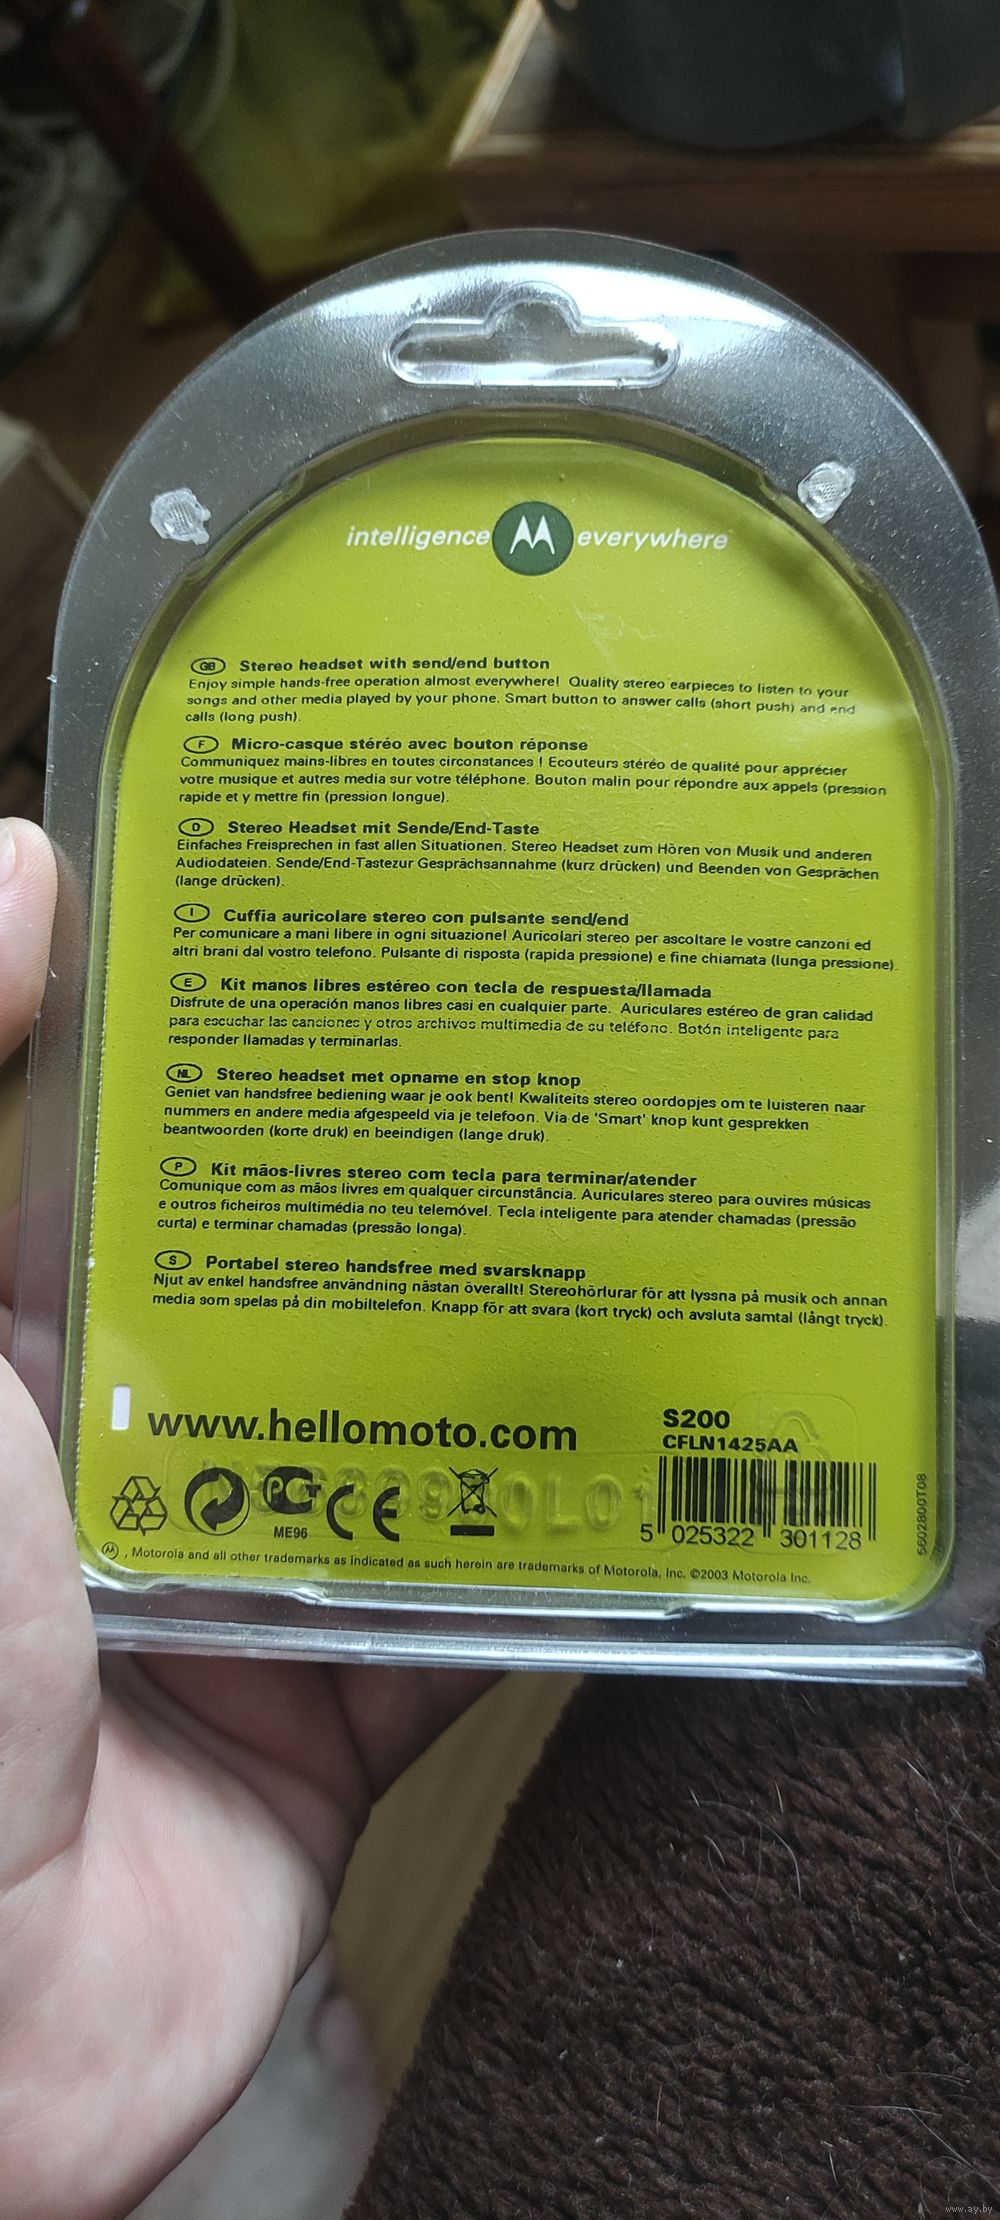 intelligence everywhere
GB Stereo headset with send/end button
Enjoy simple hands-free operation almost everywhere! Quality stereo earpieces to listen to your
songs and other media played by your phone. Smart button to answer calls (short push) and end
calls (long push).
F Micro-casque stéréo avec bouton réponse
Communiquez mains-libres en toutes circonstances ! Ecouteurs stéréo de qualité pour apprécier
votre musique et autres media sur votre téléphone. Bouton malin pour répondre aux appels (pression
rapide et y mettre fin (pression longue).
D Stereo Headset mit Sende/End-Taste
Einfaches Freisprechen in fast allen Situationen. Stereo Headset zum Hören von Musik und anderen
Audiodateien. Sende/End-Tastezur Gesprächsannahme (kurz drücken) und Beenden von Gesprächen
(lange drücken).
I Cuffia auricolare stereo con pulsante send/end
Per comunicare a mani libere in ogni situazione! Auricolari stereo per ascoltare le vostre canzoni ed
altri brani dal vostro telefono. Pulsante di risposta (rapida pressione) e fine chiamata (lunga pressione).
E Kit manos libres estéreo con tecla de respuesta/llamada
Disfrute de una operación manos libres casi en cualquier parte. Auriculares estéreo de gran calidad
para escuchar las canciones y otros archivos multimedia de su teléfono. Botón inteligente para
responder llamadas y terminarlas.
NL Stereo headset met opname en stop knop
Geniet van handsfree bediening waar je ook bent! Kwaliteits stereo oordopjes om te luisteren naar
nummers en andere media afgespeeld via je telefoon. Via de 'Smart' knop kunt gesprekken
beantwoorden (korte druk) en beeindigen (lange druk).
P Kit mãos-livres stereo com tecla para terminar/atender
Comunique com as mãos livres em qualquer circunstância. Auriculares stereo para ouvires músicas
e outros ficheiros multimédia no teu telemóvel. Tecla inteligente para atender chamadas (pressão
curta) e terminar chamadas (pressão longa).
S Portabel stereo handsfree med svarsknapp
Njut av enkel handsfree användning nästan överallt! Stereohörlurar för att lyssna på musik och annan
media som spelas på din mobiltelefon. Knapp för att svara (kort tryck) och avsluta samtal (långt tryck).
www.hellomoto.com
S200
CFLN1425AA
ME96
CE
5 025322 301128
5602800T08
, Motorola and all other trademarks as indicated as such herein are trademarks of Motorola, Inc. ©2003 Motorola Inc.
www.ay.by